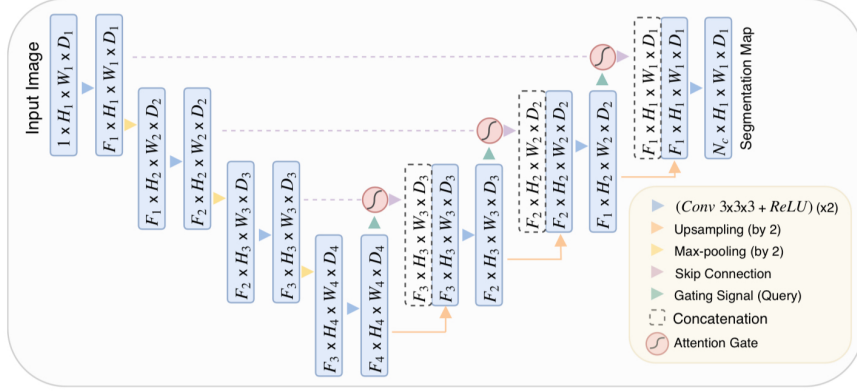 Input Image
1 x H1 x W1 x D1
F1 x H1 x W1 x D1
F1 x H2 x W2 x D2
F2 x H2 x W2 x D2
F2 x H3 x W3 x D3
F3 x H3 x W3 x D3
F3 x H4 x W4 x D4
F4 x H4 x W4 x D4
F3 x H3 x W3 x D3
F3 x H3 x W3 x D3
F2 x H3 x W3 x D3
F2 x H2 x W2 x D2
F2 x H2 x W2 x D2
F1 x H2 x W2 x D2
F1 x H1 x W1 x D1
F1 x H1 x W1 x D1
Nc x H1 x W1 x D1
Segmentation Map
(Conv 3x3x3 + ReLU) (x2)
Upsampling (by 2)
Max-pooling (by 2)
Skip Connection
Gating Signal (Query)
Concatenation
Attention Gate